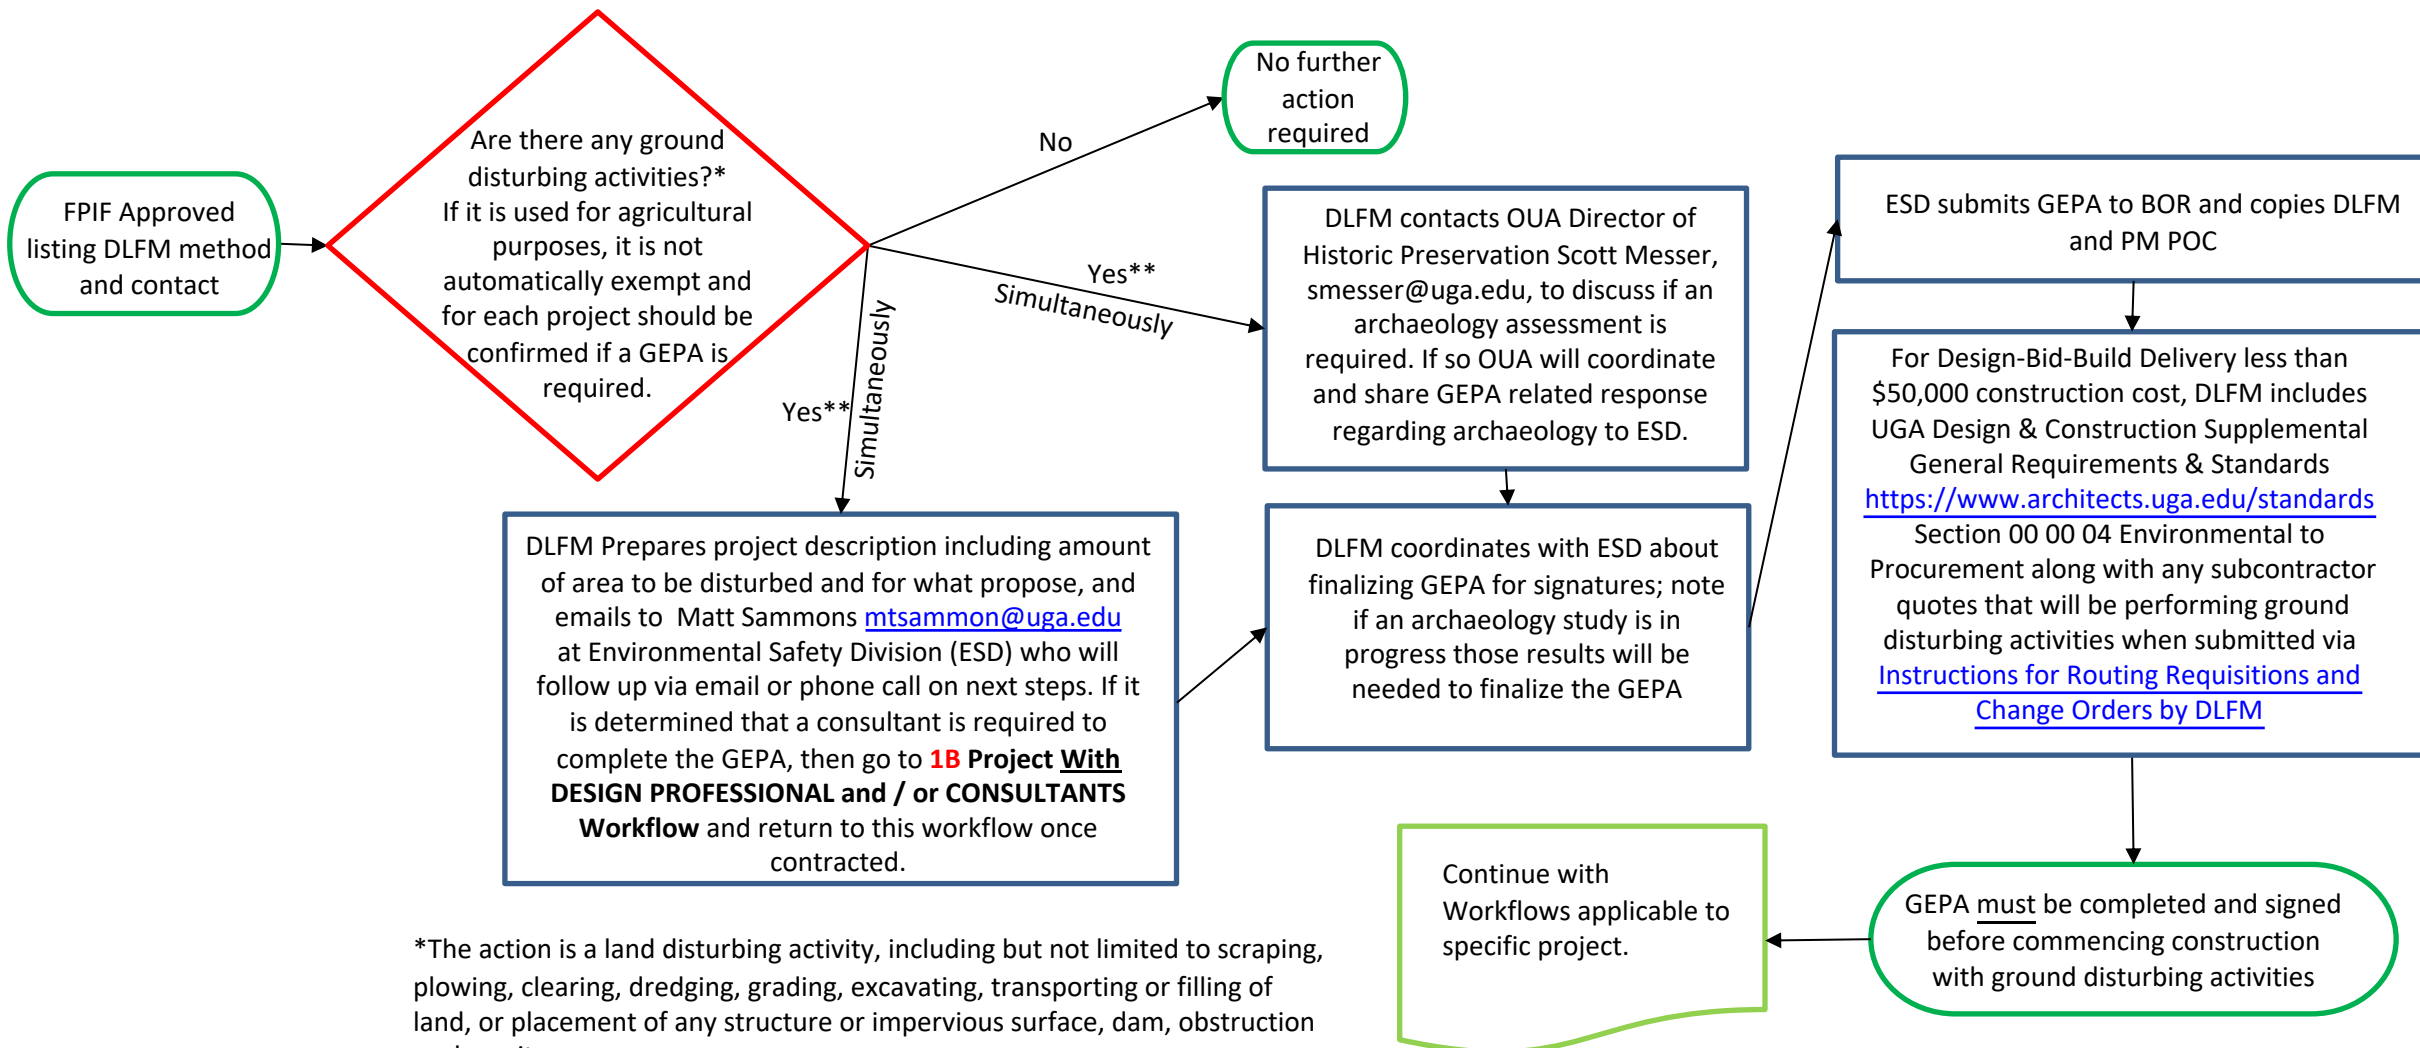 FPIF Approved
listing DLFM method
and contact
Are there any ground
disturbing activities?*
If it is used for agricultural
purposes, it is not
automatically exempt and
for each project should be
confirmed if a GEPA is
required.
No
No further
action
required
Yes**
Simultaneously
Yes**
Simultaneously
DLFM contacts OUA Director of
Historic Preservation Scott Messer,
smesser@uga.edu, to discuss if an
archaeology assessment is
required. If so OUA will coordinate
and share GEPA related response
regarding archaeology to ESD.
DLFM Prepares project description including amount
of area to be disturbed and for what propose, and
emails to Matt Sammons mtsammon@uga.edu
at Environmental Safety Division (ESD) who will
follow up via email or phone call on next steps. If it
is determined that a consultant is required to
complete the GEPA, then go to 1B Project With
DESIGN PROFESSIONAL and / or CONSULTANTS
Workflow and return to this workflow once
contracted.
DLFM coordinates with ESD about
finalizing GEPA for signatures; note
if an archaeology study is in
progress those results will be
needed to finalize the GEPA
ESD submits GEPA to BOR and copies DLFM
and PM POC
For Design-Bid-Build Delivery less than
$50,000 construction cost, DLFM includes
UGA Design & Construction Supplemental
General Requirements & Standards
https://www.architects.uga.edu/standards
Section 00 00 04 Environmental to
Procurement along with any subcontractor
quotes that will be performing ground
disturbing activities when submitted via
Instructions for Routing Requisitions and
Change Orders by DLFM
GEPA must be completed and signed
before commencing construction
with ground disturbing activities
Continue with
Workflows applicable to
specific project.
*The action is a land disturbing activity, including but not limited to scraping,
plowing, clearing, dredging, grading, excavating, transporting or filling of
land, or placement of any structure or impervious surface, dam, obstruction